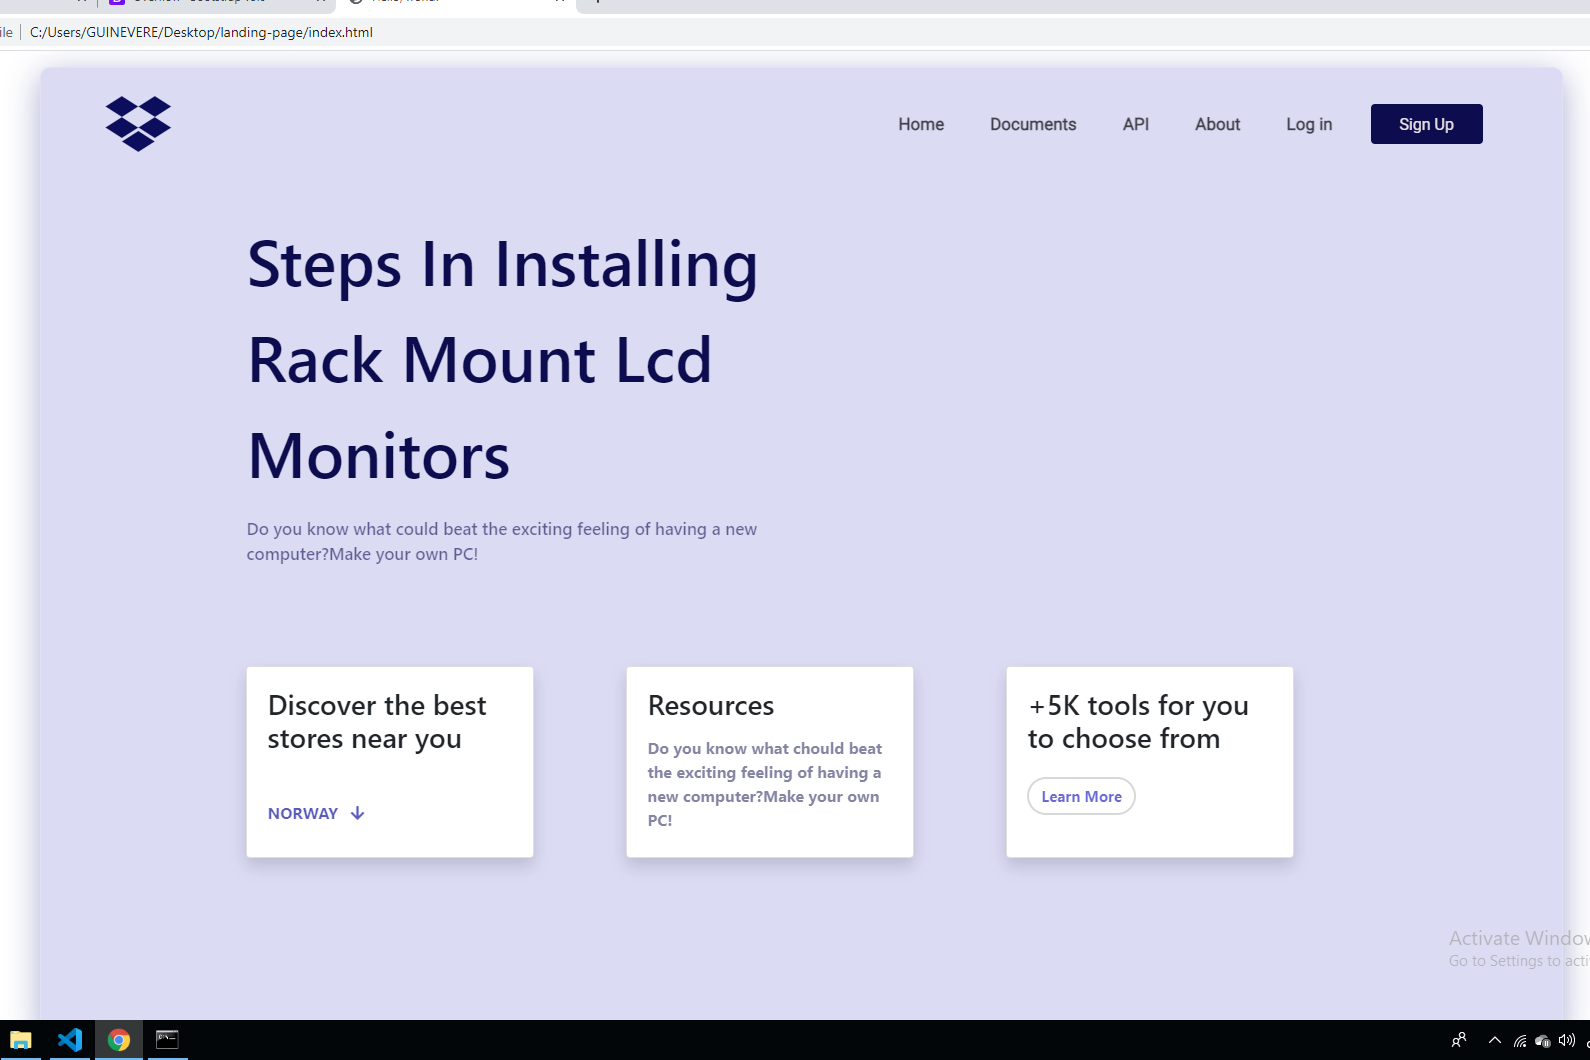 ile | C:/Users/GUINEVERE/Desktop/landing-page/index.html
Home Documents API About Log in Sign Up
Steps In Installing
Rack Mount Lcd
Monitors
Do you know what could beat the exciting feeling of having a new
computer?Make your own PC!
Discover the best
stores near you
NORWAY
Resources
Do you know what chould beat
the exciting feeling of having a
new computer?Make your own
PC!
+5K tools for you
to choose from
Learn More
Activate Window
Go to Settings to acti